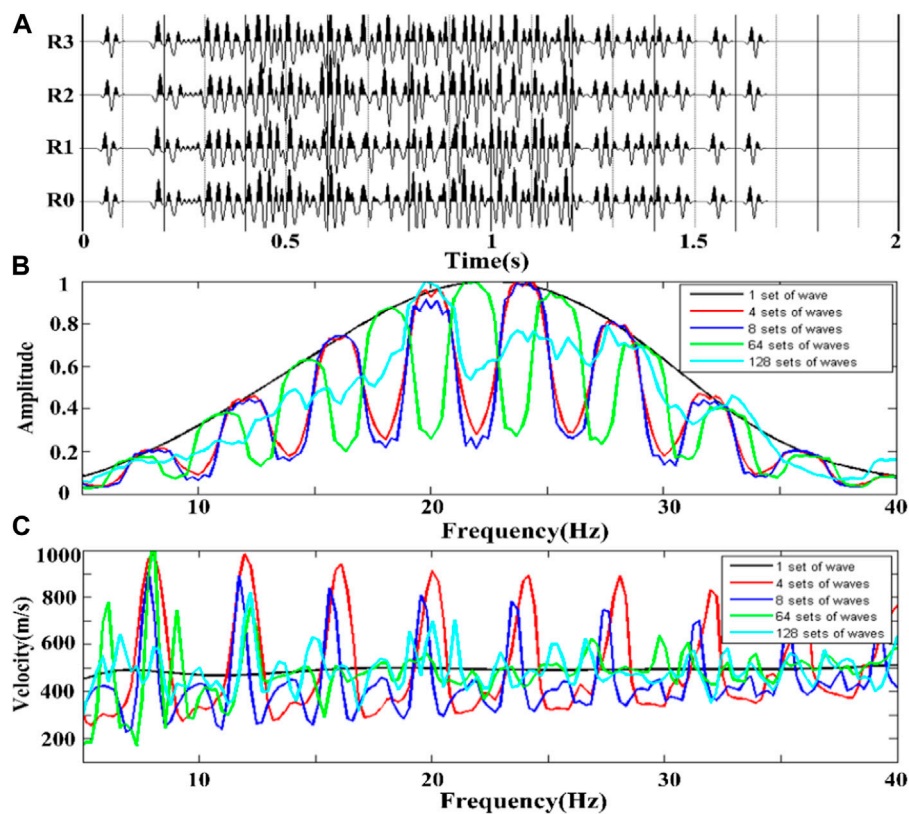 A
R3
R2
R1
R0
0 0.5 1 1.5 2
Time(s)
B
Amplitude
1
0.8
0.6
0.4
0.2
0
1 set of wave
4 sets of waves
8 sets of waves
64 sets of waves
128 sets of waves
10 20 30 40
Frequency(Hz)
C
Velocity(m/s)
1000
800
600
400
200
1 set of wave
4 sets of waves
8 sets of waves
64 sets of waves
128 sets of waves
10 20 30 40
Frequency(Hz)